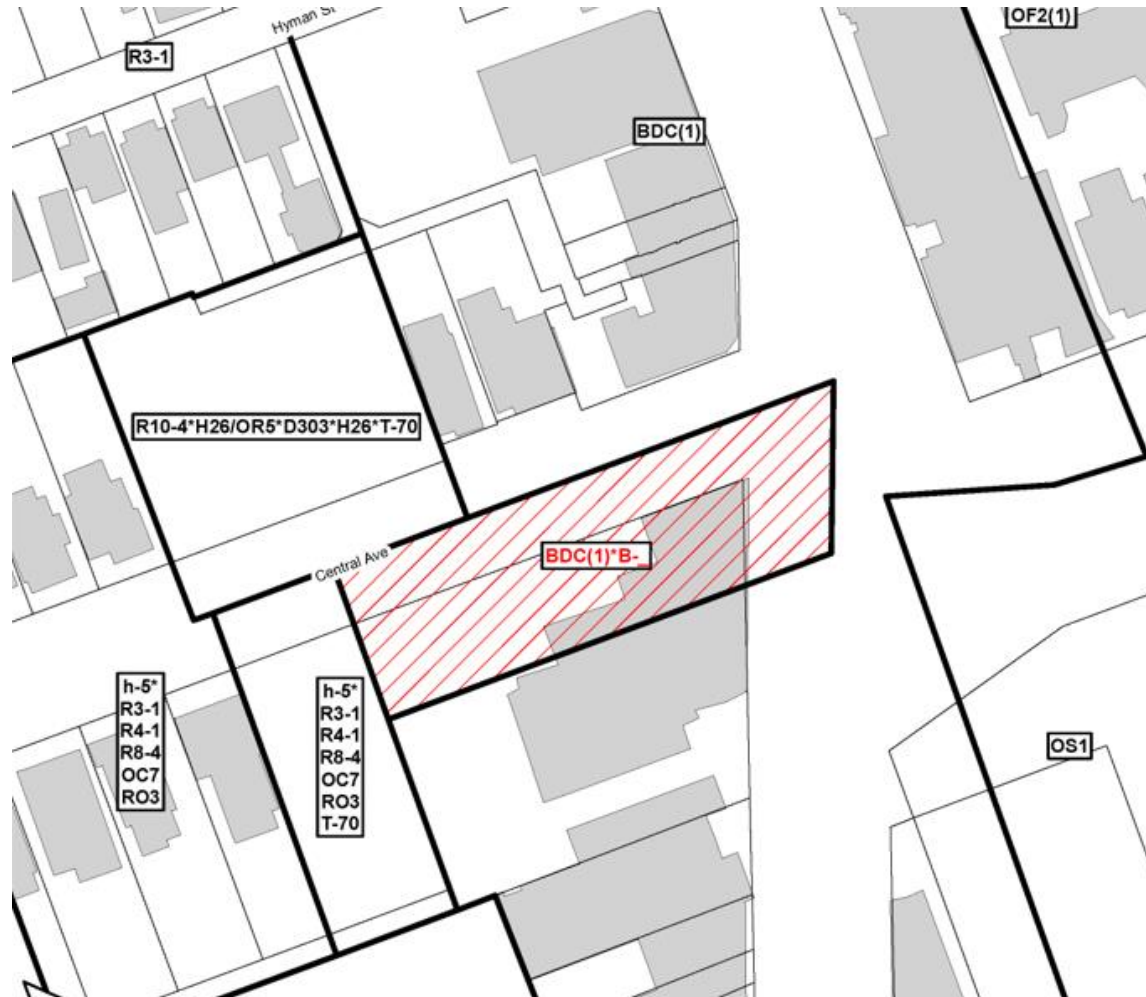 Hyman St
R3-1
OF2(1)
BDC(1)
R10-4*H26/OR5*D303*H26*T-70
Central Ave
BDC(1)*B-_
h-5*
R3-1
R4-1
R8-4
OC7
RO3
h-5*
R3-1
R4-1
R8-4
OC7
RO3
T-70
OS1